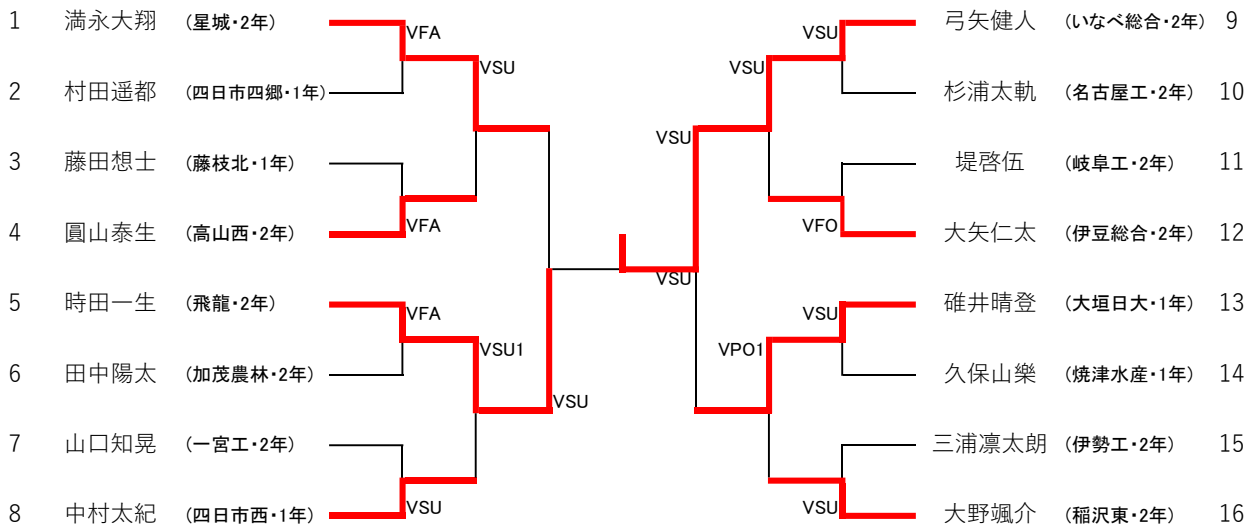 1 満永大翔 (星城・2年) VFA VSU VSU VSU 弓矢健人 (いなべ総合・2年) 9
2 村田遥都 (四日市四郷・1年) VSU 杉浦太軌 (名古屋工・2年) 10
3 藤田想士 (藤枝北・1年) 堤啓伍 (岐阜工・2年) 11
4 圓山泰生 (高山西・2年) VFA VFO 大矢仁太 (伊豆総合・2年) 12
VSU
5 時田一生 (飛龍・2年) VFA VSU 碓井晴登 (大垣日大・1年) 13
VSU1 VPO1
6 田中陽太 (加茂農林・2年) 久保山樂 (焼津水産・1年) 14
VSU
7 山口知晃 (一宮工・2年) 三浦凛太朗 (伊勢工・2年) 15
8 中村太紀 (四日市西・1年) VSU VSU 大野颯介 (稲沢東・2年) 16